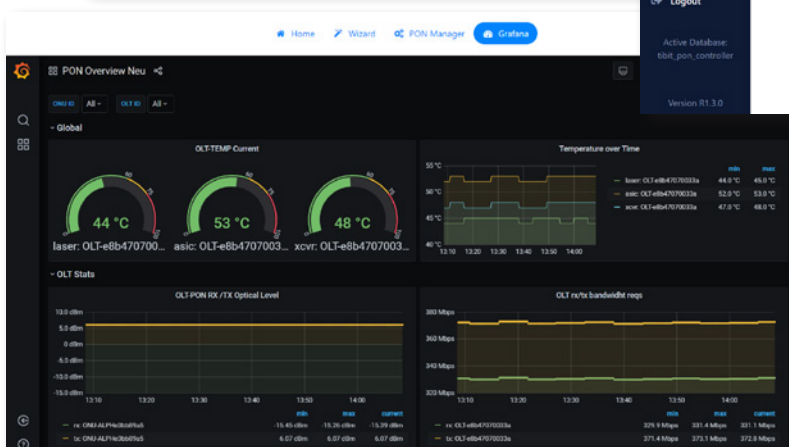 Logout
Home Wizard PON Manager Grafana
Active Database:
tibit_pon_controller
PON Overview Neu
Version R1.3.0
ONU ID All OLT ID All
Global
OLT-TEMP Current
Temperature over Time
50 50 50
44 °C 53 °C 48 °C
laser: OLT-e8b470700... asic: OLT-e8b4707003... xcvr: OLT-e8b4707003...
55 °C
50 °C
45 °C
40 °C
13:10 13:20 13:30 13:40 13:50 14:00
min max
laser: OLT-e8b47070033a 44.0 °C 45.0 °C
asic: OLT-e8b47070033a 52.0 °C 53.0 °C
xcvr: OLT-e8b47070033a 47.0 °C 48.0 °C
OLT Stats
OLT-PON RX /TX Optical Level
10.0 dBm
5.0 dBm
0 dBm
-5.0 dBm
-10.0 dBm
-15.0 dBm
13:10 13:20 13:30 13:40 13:50 14:00
min max current
rx: ONU-ALPHe3bb69a5 -15.45 dBm -15.26 dBm -15.39 dBm
tx: ONU-ALPHe3bb69a5 6.07 dBm 6.07 dBm 6.07 dBm
OLT rx/tx bandwidht reqs
380 Mbps
360 Mbps
340 Mbps
320 Mbps
13:10 13:20 13:30 13:40 13:50 14:00
min max current
rx: OLT-e8b47070033a 329.9 Mbps 331.4 Mbps 331.1 Mbps
tx: OLT-e8b47070033a 371.4 Mbps 373.1 Mbps 372.8 Mbps